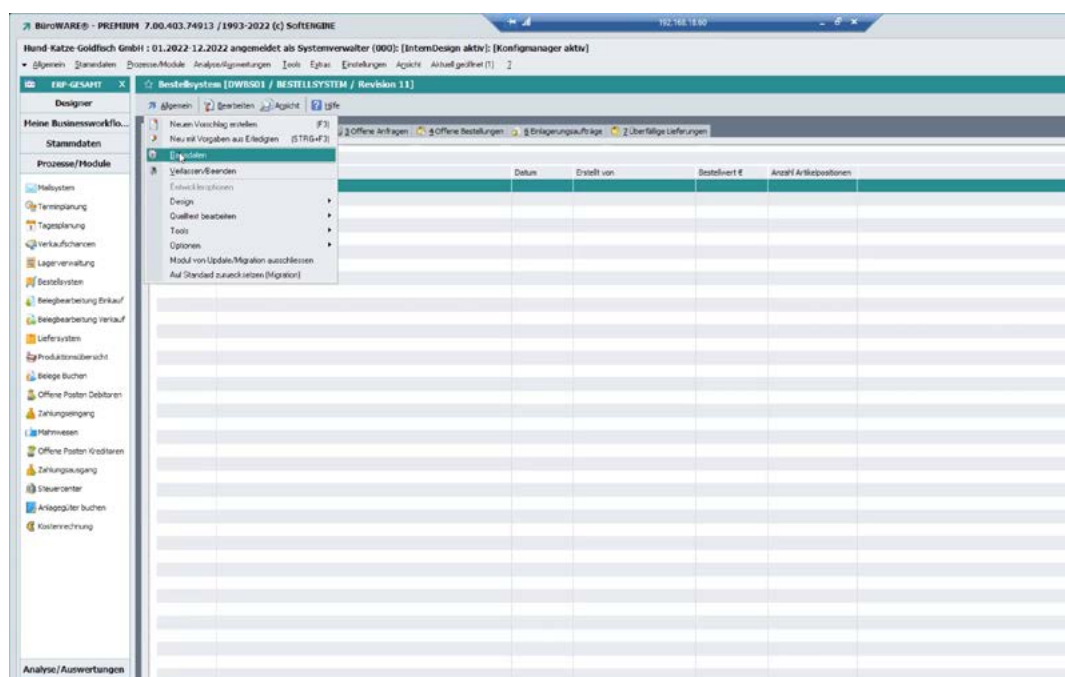 BüroWARE® - PREMIUM 7.00.403.74913 /1993-2022 (c) SoftENGINE
192.168.18.60
Hund-Katze-Goldfisch GmbH : 01.2022-12.2022 angemeldet als Systemverwalter (000): [InternDesign aktiv]: [Konfigmanager aktiv]
Allgemein Stammdaten Prozesse/Module Analyse/Auswertungen Tools Extras Einstellungen Ansicht Aktuell geöffnet (1) ?
ERP-GESAMT X
Bestellsystem [DWBS01 / BESTELLSYSTEM / Revision 11]
Designer
Allgemein Bearbeiten Ansicht Hilfe
Meine Businessworkflo...
Stammdaten
Prozesse/Module
Mailsystem
Terminplanung
Tagesplanung
Verkaufschancen
Lagerverwaltung
Bestellsystem
Belegbearbeitung Einkauf
Belegbearbeitung Verkauf
Liefersystem
Produktionsübersicht
Belege Buchen
Offene Posten Debitoren
Zahlungseingang
Mahnwesen
Offene Posten Kreditoren
Zahlungsausgang
Steuercenter
Anlagegüter buchen
Kostenrechnung
Analyse/Auswertungen
Neuen Vorschlag erstellen (F3)
Neu mit Vorgaben aus Erledigten (STRG+F3)
Verlassen/Beenden
Entwickleroptionen
Design
Quelltext bearbeiten
Tools
Optionen
Modul von Update/Migration ausschliessen
Auf Standard zuruecksetzen (Migration)
3 Offene Anfragen 4 Offene Bestellungen 6 Einlagerungsaufträge 7 Überfällige Lieferungen
Datum Erstellt von Bestellwert € Anzahl Artikelpositionen